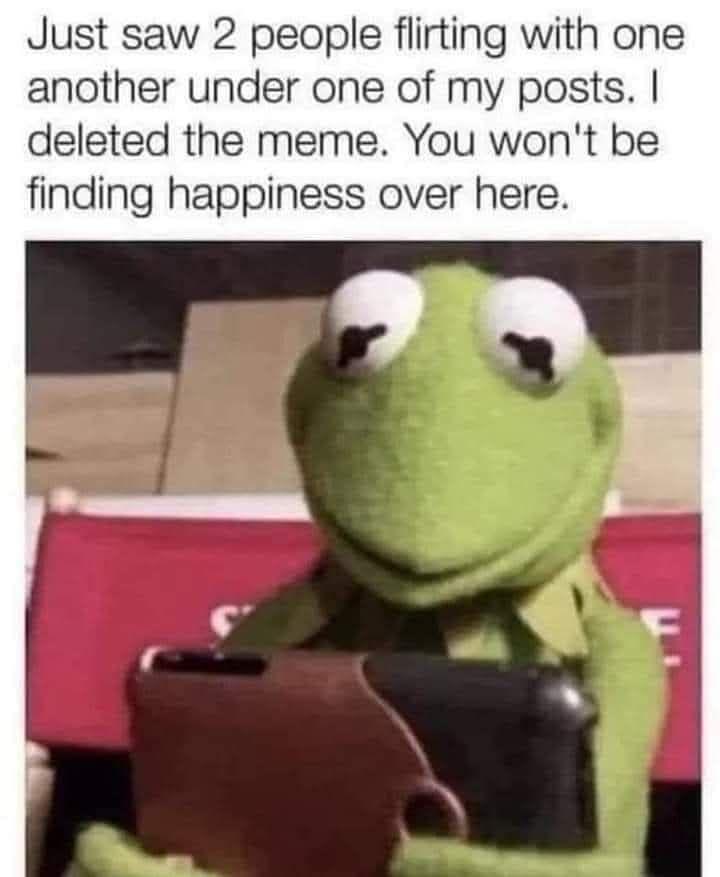 Just saw 2 people flirting with one
another under one of my posts. I
deleted the meme. You won't be
finding happiness over here.